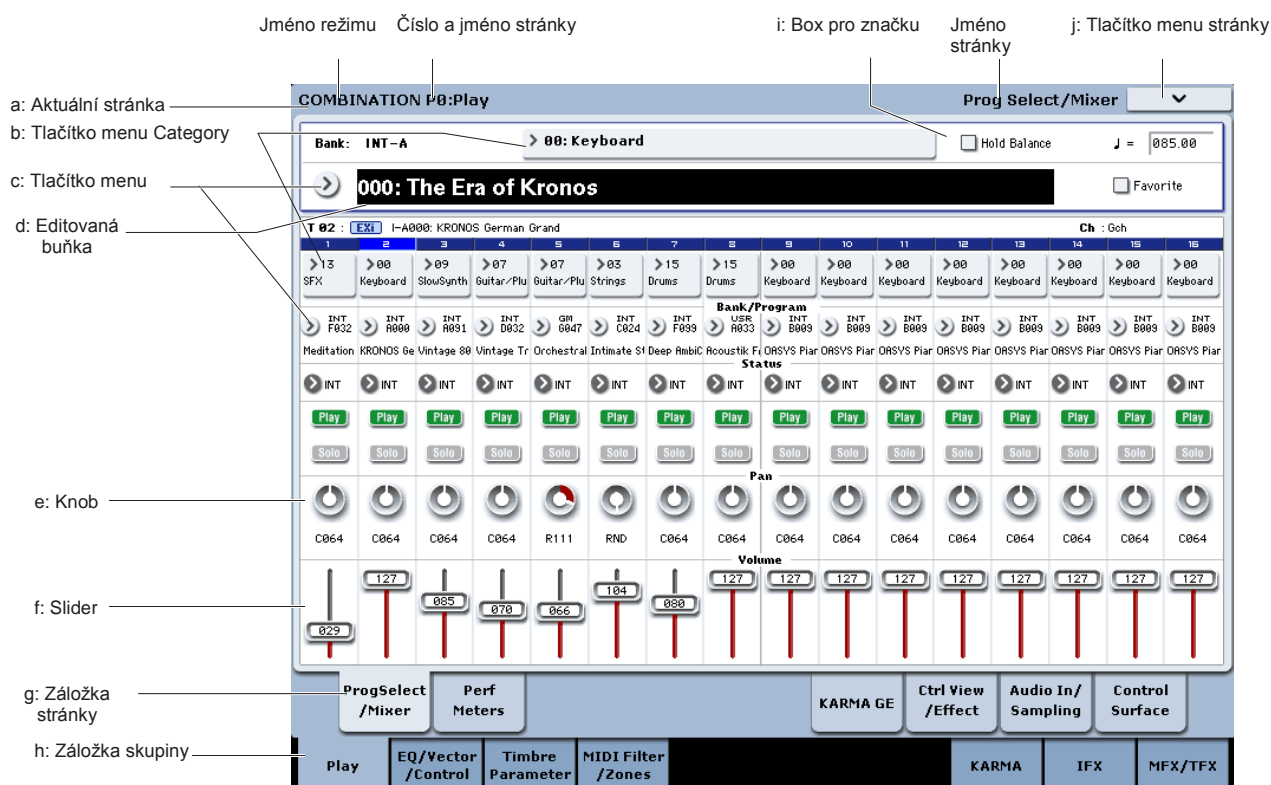 Jméno režimu Číslo a jméno stránky i: Box pro značku Jméno stránky j: Tlačítko menu stránky
a: Aktuální stránka
b: Tlačítko menu Category
c: Tlačítko menu
d: Editovaná
buňka
e: Knob
f: Slider
g: Záložka
stránky
h: Záložka skupiny
COMBINATION P0:Play Prog Select/Mixer
Bank: INT-A 00: Keyboard Hold Balance ♩ = 085.00
000: The Era of Kronos Favorite
T 02 : EXi I-A000: KRONOS German Grand Ch : Gch
1 2 3 4 5 6 7 8 9 10 11 12 13 14 15 16
13 00 09 07 07 03 15 15 00 00 00 00 00 00 00 00
SFX Keyboard SlowSynth Guitar/Plu Guitar/Plu Strings Drums Drums Keyboard Keyboard Keyboard Keyboard Keyboard Keyboard Keyboard Keyboard
Bank/Program
INT INT INT INT GM INT INT USR INT INT INT INT INT INT INT INT
F032 A000 A091 D032 G047 C024 F099 A033 B009 B009 B009 B009 B009 B009 B009 B009
Meditation KRONOS Ge Vintage 80 Vintage Tr Orchestral Intimate St Deep AmbiC Acoustik Fr OASYS Piar OASYS Piar OASYS Piar OASYS Piar OASYS Piar OASYS Piar OASYS Piar OASYS Piar
Status
INT INT INT INT INT INT INT INT INT INT INT INT INT INT INT INT
Play Play Play Play Play Play Play Play Play Play Play Play Play Play Play Play
Solo Solo Solo Solo Solo Solo Solo Solo Solo Solo Solo Solo Solo Solo Solo Solo
Pan
C064 C064 C064 C064 R111 RND C064 C064 C064 C064 C064 C064 C064 C064 C064 C064
Volume
029 127 085 070 066 104 080 127 127 127 127 127 127 127 127 127
ProgSelect
/Mixer
Perf
Meters
KARMA GE
Ctrl View
/Effect
Audio In/
Sampling
Control
Surface
Play
EQ/Vector
/Control
Timbre
Parameter
MIDI Filter
/Zones
KARMA
IFX
MFX/TFX